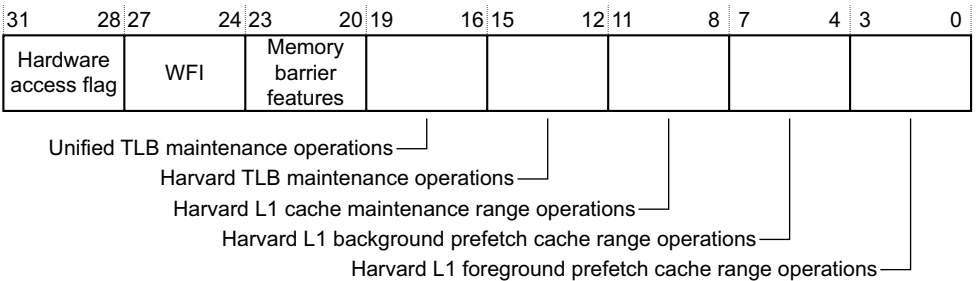 31 28 27 24 23 20 19 16 15 12 11 8 7 4 3 0
Hardware access flag
WFI
Memory barrier features
Unified TLB maintenance operations
Harvard TLB maintenance operations
Harvard L1 cache maintenance range operations
Harvard L1 background prefetch cache range operations
Harvard L1 foreground prefetch cache range operations